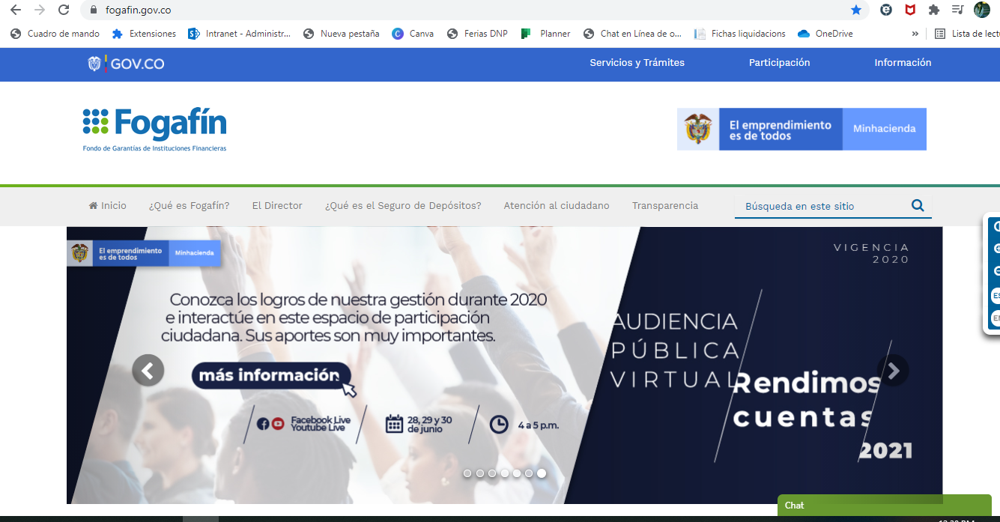 fogafin.gov.co
Cuadro de mando
Extensiones
Intranet - Administr...
Nueva pestaña
Canva
Ferias DNP
Planner
Chat en Línea de o...
Fichas liquidacions
OneDrive
»
Lista de lect
GOV.CO
Servicios y Trámites
Participación
Información
Fogafín
Fondo de Garantías de Instituciones Financieras
El emprendimiento
es de todos
Minhacienda
Inicio
¿Qué es Fogafín?
El Director
¿Qué es el Seguro de Depósitos?
Atención al ciudadano
Transparencia
Búsqueda en este sitio
El emprendimiento
es de todos
Minhacienda
VIGENCIA
2020
Conozca los logros de nuestra gestión durante 2020
e interactúe en este espacio de participación
ciudadana. Sus aportes son muy importantes.
más información
Facebook Live
Youtube Live
28, 29 y 30
de junio
4 a 5 p.m.
AUDIENCIA
PÚBLICA
VIRTUAL
Rendimos
cuentas
2021
ES
Chat